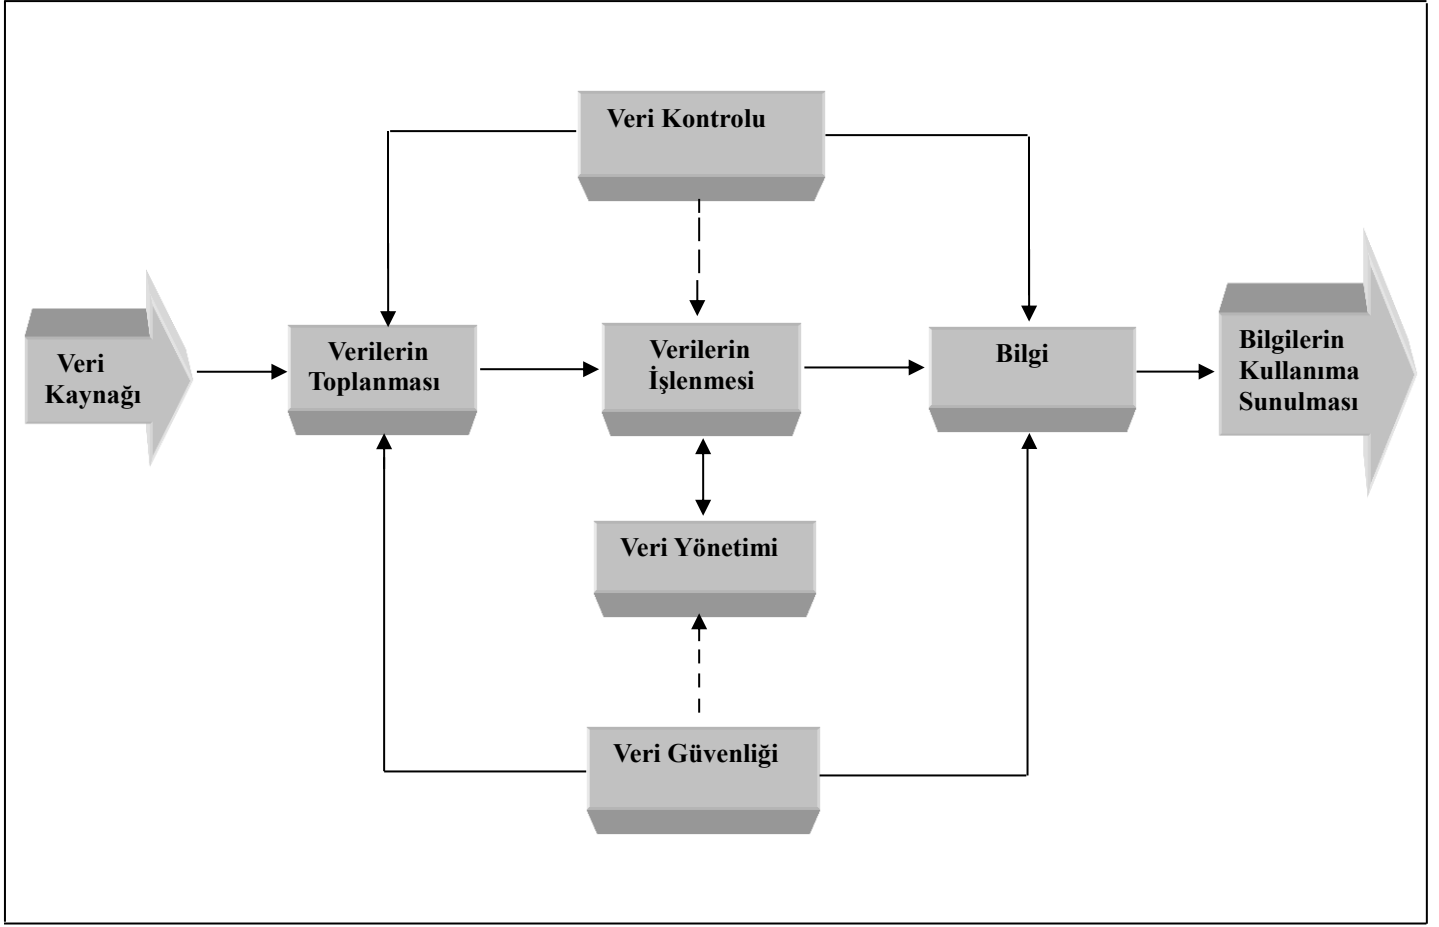 Veri Kontrolu
Veri
Kaynağı
Verilerin
Toplanması
Verilerin
İşlenmesi
Bilgi
Bilgilerin
Kullanıma
Sunulması
Veri Yönetimi
Veri Güvenliği